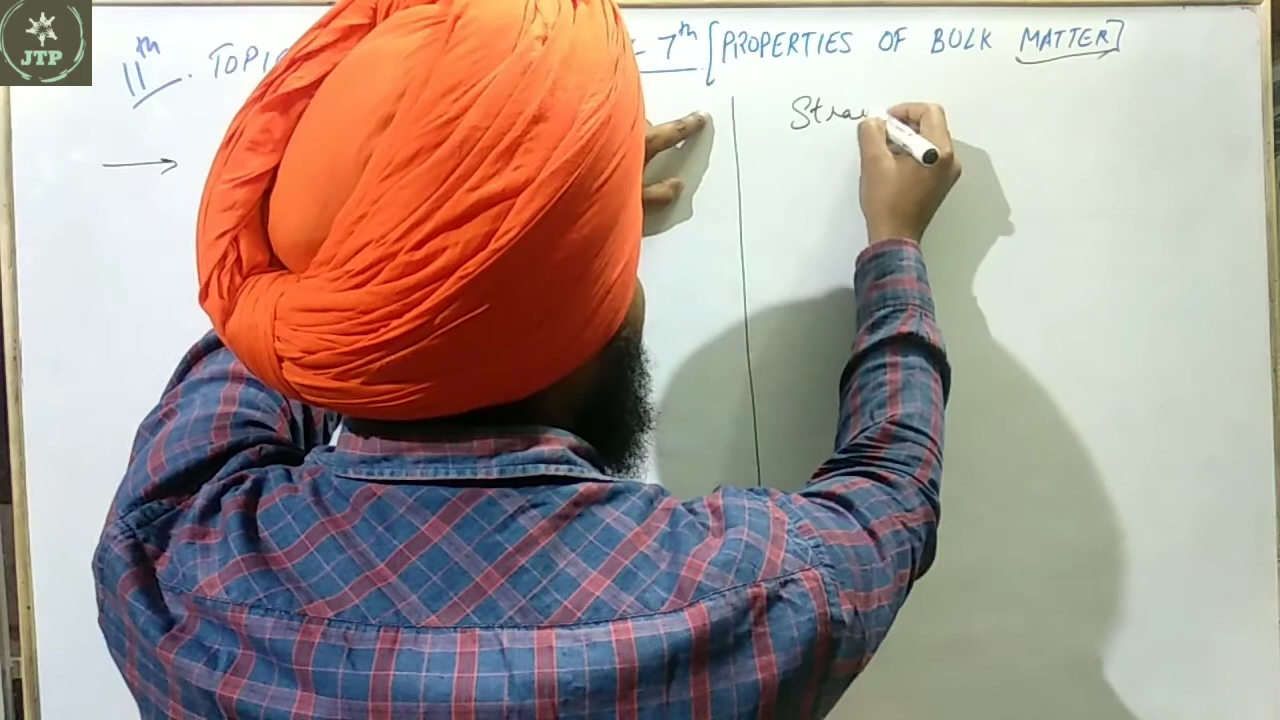 JTP
11th. TOPIC 7th [PROPERTIES OF BULK MATTER]
→ Stra